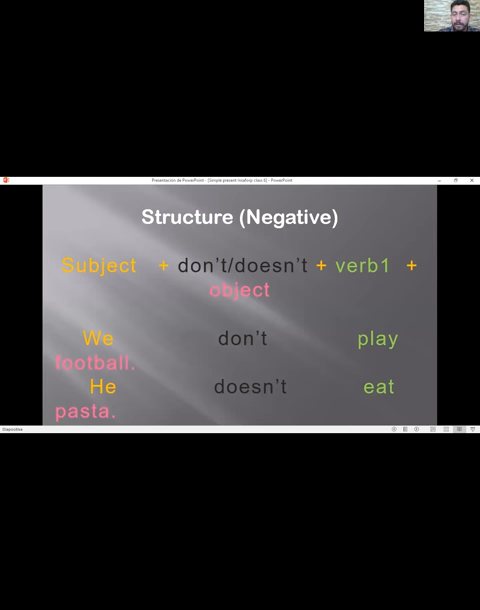 Presentación de PowerPoint - [Simple present touthrip class 5] - PowerPoint
Structure (Negative)
Subject + don't/doesn't + verb1 +
object
We don't play
football.
He doesn't eat
pasta.
Diapositiva